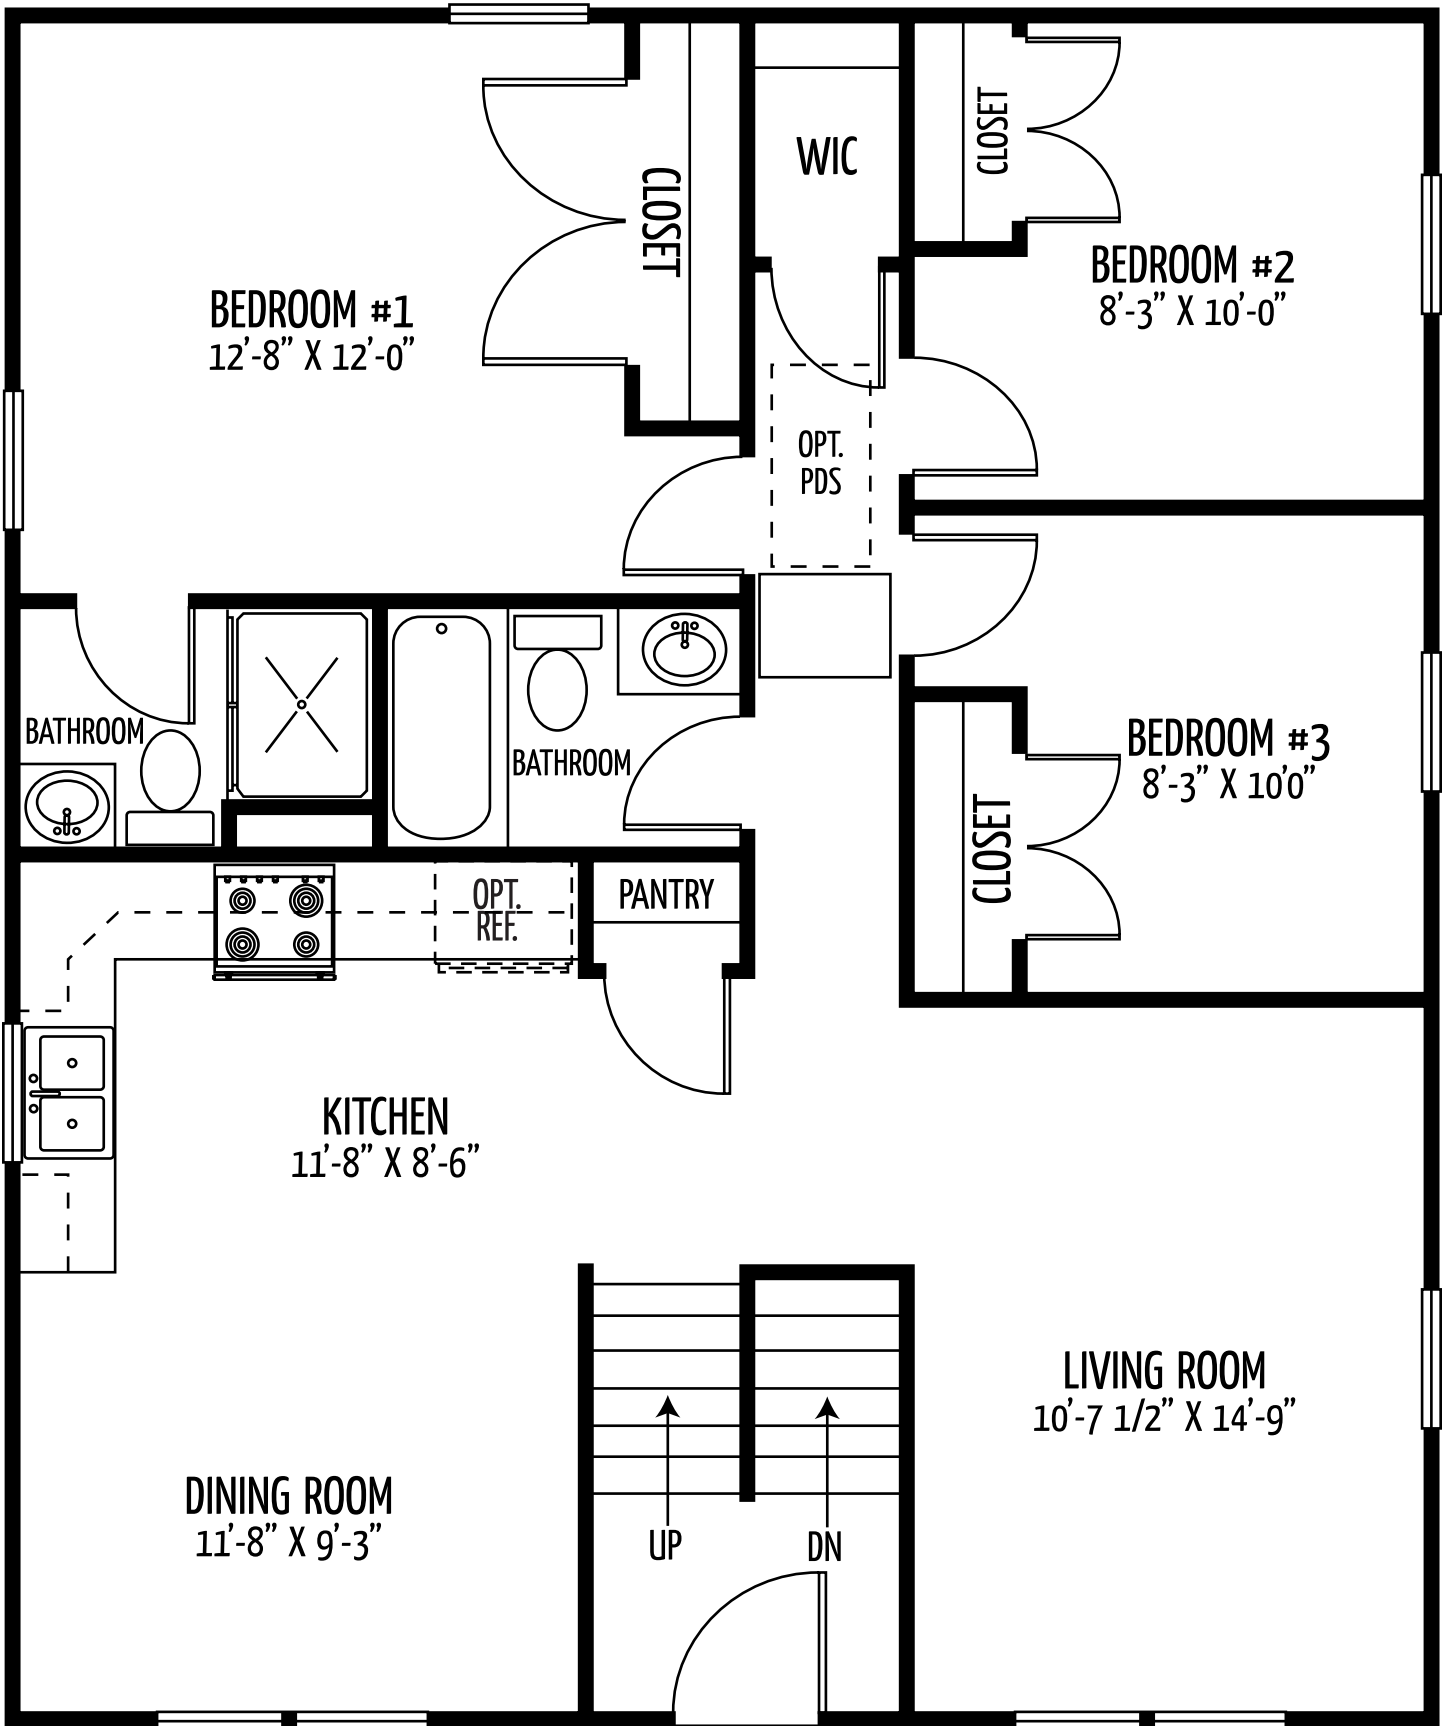 CLOSET
WIC
CLOSET
BEDROOM #1
12'-8" X 12'-0"
BEDROOM #2
8'-3" X 10'-0"
OPT.
PDS
BATHROOM
BATHROOM
BEDROOM #3
8'-3" X 10'0"
CLOSET
OPT.
REF.
PANTRY
KITCHEN
11'-8" X 8'-6"
LIVING ROOM
10'-7 1/2" X 14'-9"
DINING ROOM
11'-8" X 9'-3"
UP
DN